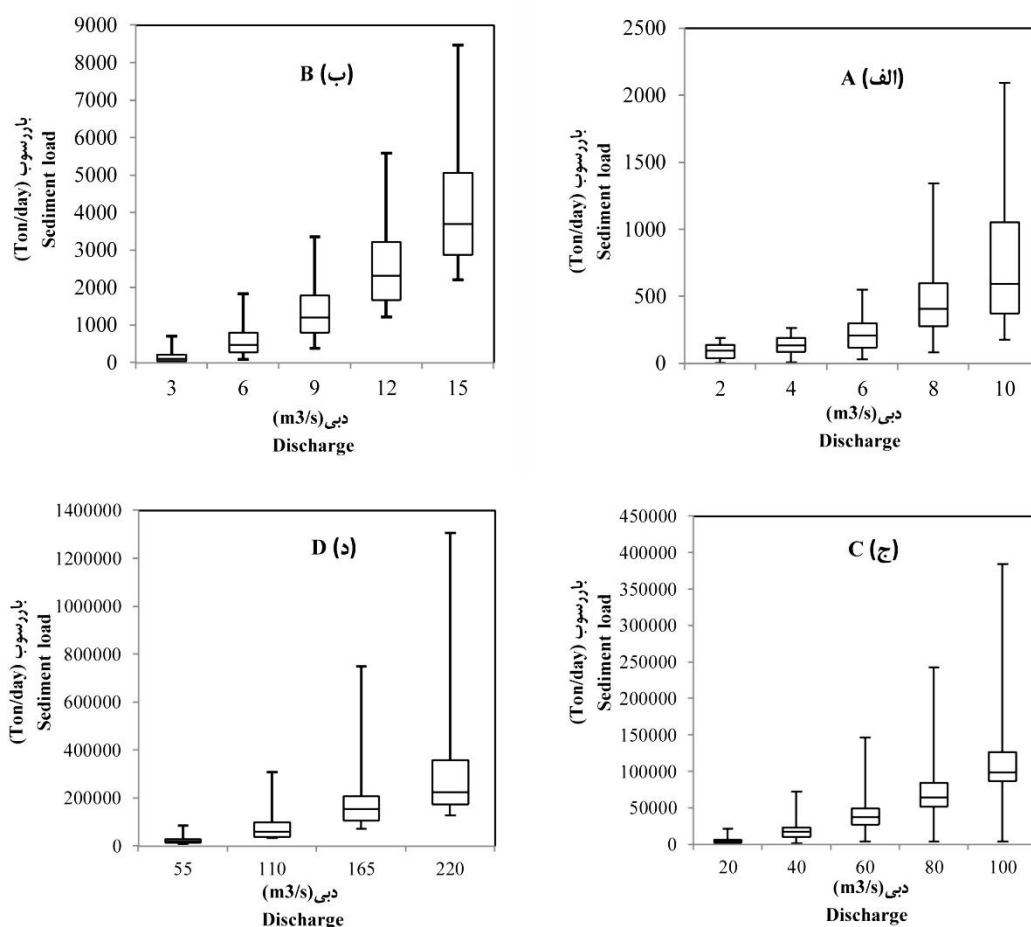 B (ب)
9000
8000
7000
6000
5000
4000
3000
2000
1000
0
بار رسوب (Ton/day)
Sediment load
3 6 9 12 15
دبی(m3/s)
Discharge
A (الف)
2500
2000
1500
1000
500
0
بار رسوب (Ton/day)
Sediment load
2 4 6 8 10
دبی(m3/s)
Discharge
D (د)
1400000
1200000
1000000
800000
600000
400000
200000
0
بار رسوب (Ton/day)
Sediment load
55 110 165 220
دبی(m3/s)
Discharge
C (ج)
450000
400000
350000
300000
250000
200000
150000
100000
50000
0
بار رسوب (Ton/day)
Sediment load
20 40 60 80 100
دبی(m3/s)
Discharge